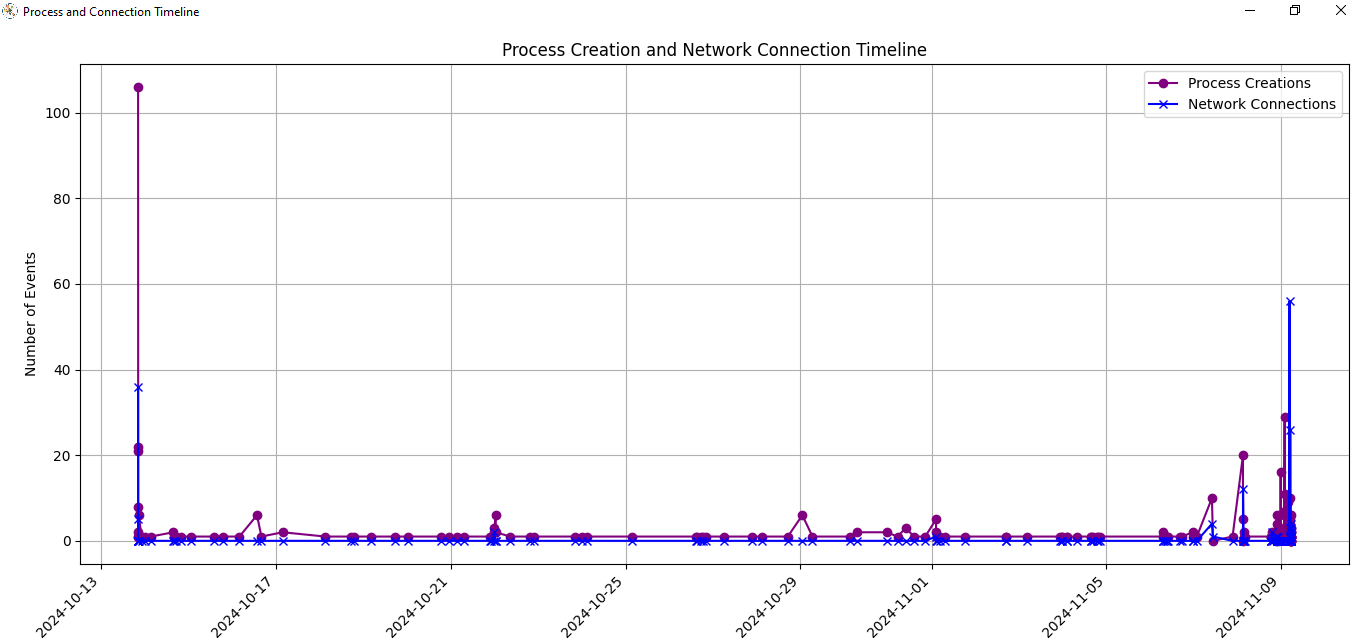 Process and Connection Timeline
Process Creation and Network Connection Timeline
Process Creations
Network Connections
Number of Events
100
80
60
40
20
0
2024-10-13
2024-10-17
2024-10-21
2024-10-25
2024-10-29
2024-11-01
2024-11-05
2024-11-09